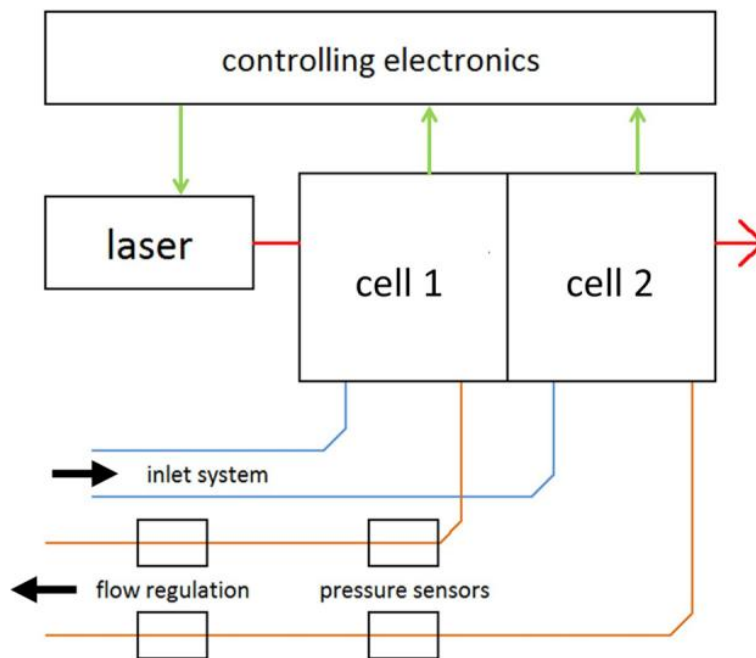 controlling electronics
laser
cell 1
cell 2
inlet system
flow regulation
pressure sensors